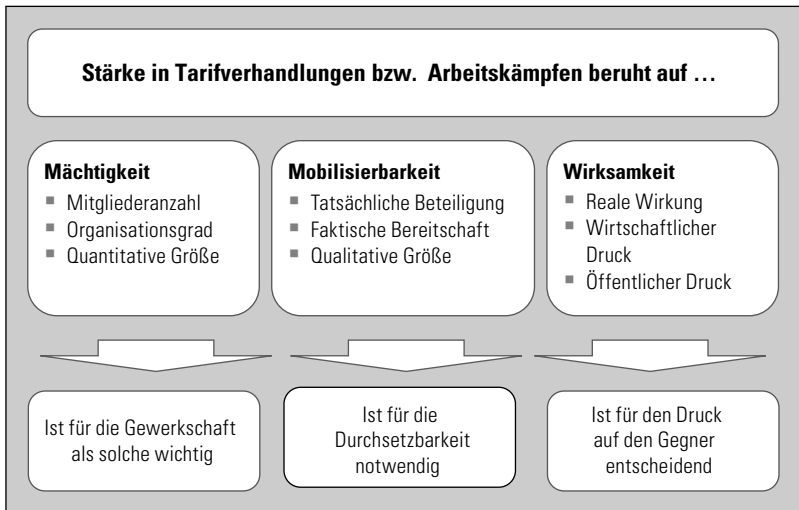 Stärke in Tarifverhandlungen bzw. Arbeitskämpfen beruht auf …
Mächtigkeit
■ Mitgliederanzahl
■ Organisationsgrad
■ Quantitative Größe
Mobilisierbarkeit
■ Tatsächliche Beteiligung
■ Faktische Bereitschaft
■ Qualitative Größe
Wirksamkeit
■ Reale Wirkung
■ Wirtschaftlicher
Druck
■ Öffentlicher Druck
Ist für die Gewerkschaft
als solche wichtig
Ist für die
Durchsetzbarkeit
notwendig
Ist für den Druck
auf den Gegner
entscheidend